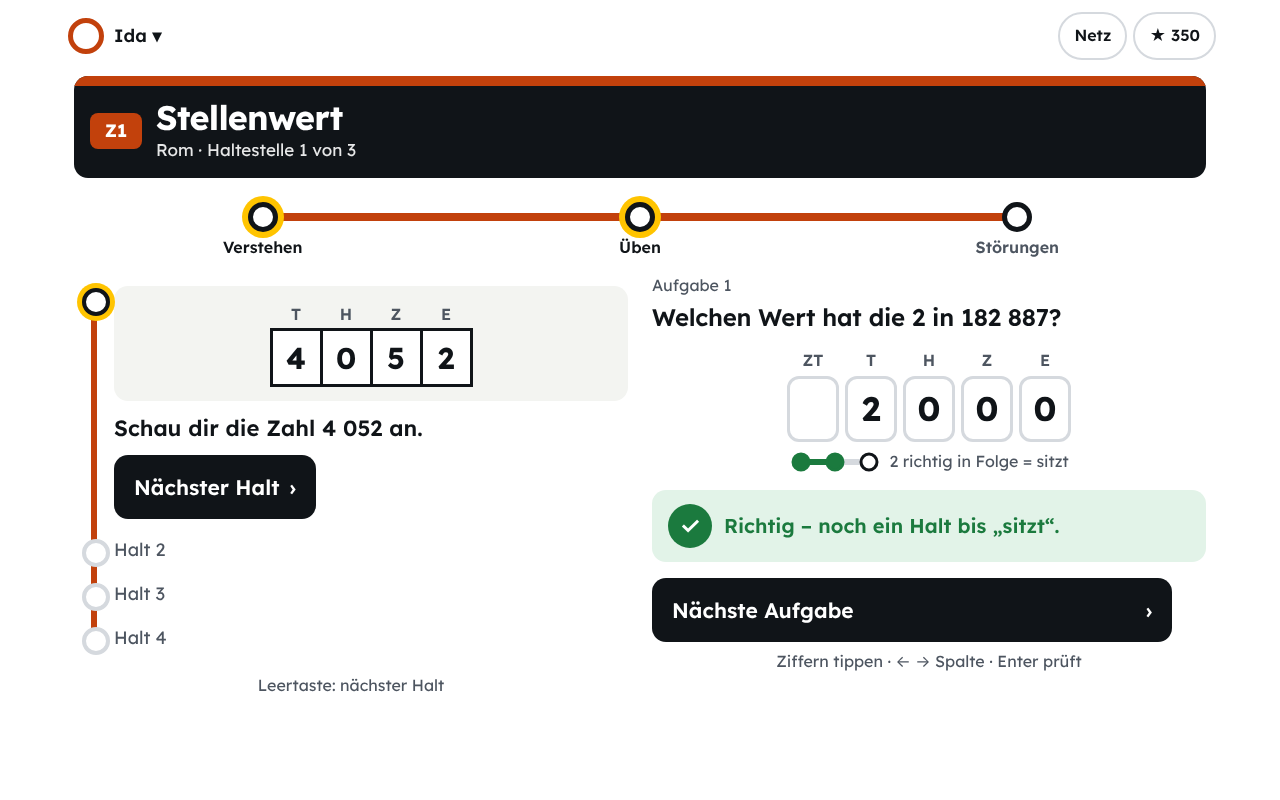 Ida ▾
Netz
★ 350
Z1
Stellenwert
Rom · Haltestelle 1 von 3
Verstehen
Üben
Störungen
T H Z E
4 0 5 2
Schau dir die Zahl 4 052 an.
Nächster Halt ›
Halt 2
Halt 3
Halt 4
Leertaste: nächster Halt
Aufgabe 1
Welchen Wert hat die 2 in 182 887?
ZT T H Z E
2 0 0 0
2 richtig in Folge = sitzt
Richtig – noch ein Halt bis „sitzt“.
Nächste Aufgabe ›
Ziffern tippen · ← → Spalte · Enter prüft